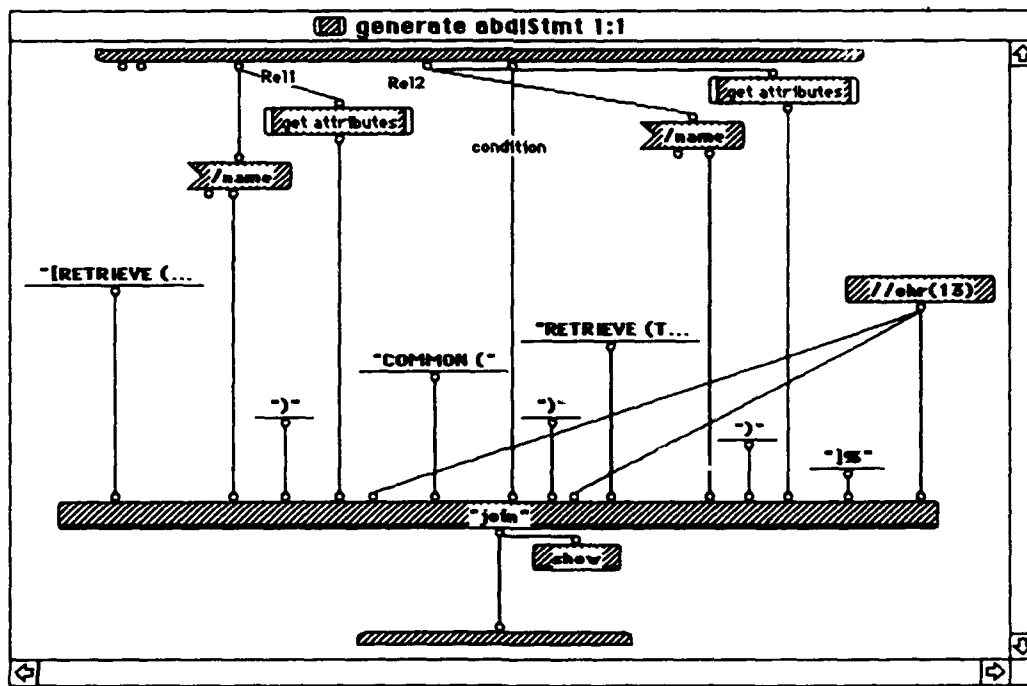 generate abdlStmt 1:1
Rel1
Rel2
get attributes
get attributes
/name
condition
/name
"[RETRIEVE (...
//chr(13)
"RETRIEVE (T...
"COMMON ("
")"
")"
")"
"]%"
"join"
show